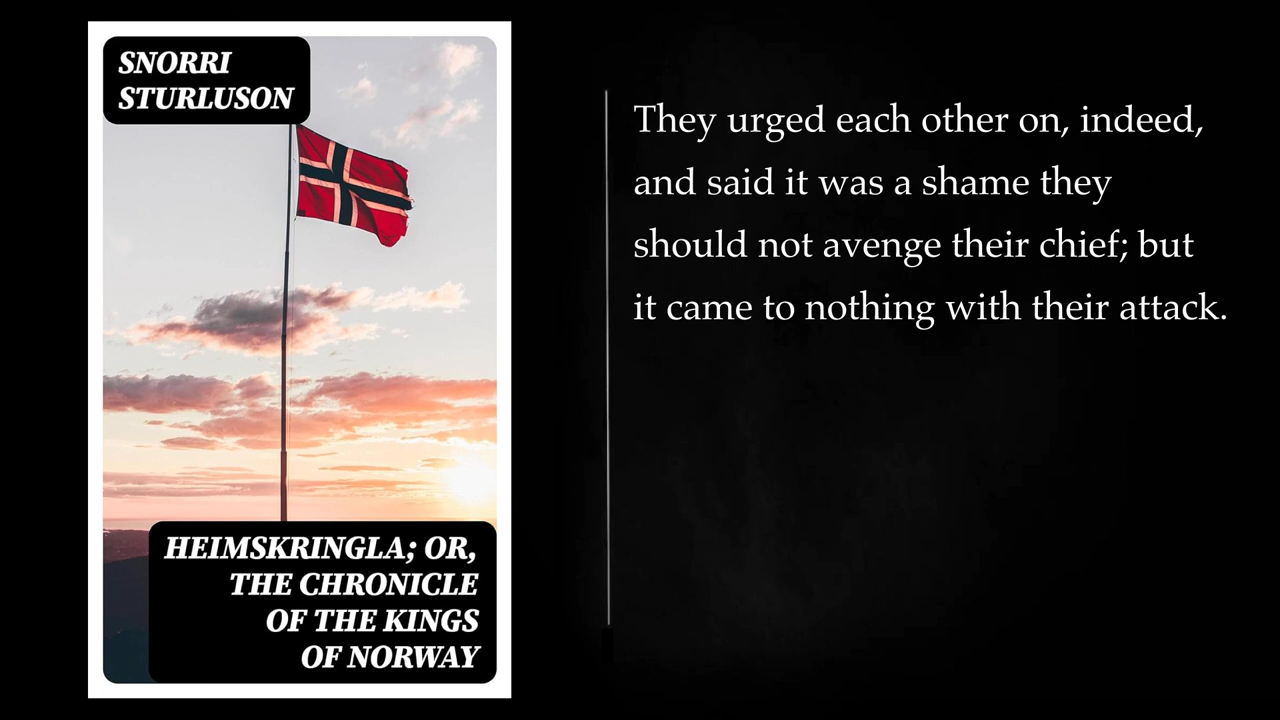 SNORRI
STURLUSON
HEIMSKRINGLA; OR,
THE CHRONICLE
OF THE KINGS
OF NORWAY
They urged each other on, indeed,
and said it was a shame they
should not avenge their chief; but
it came to nothing with their attack.